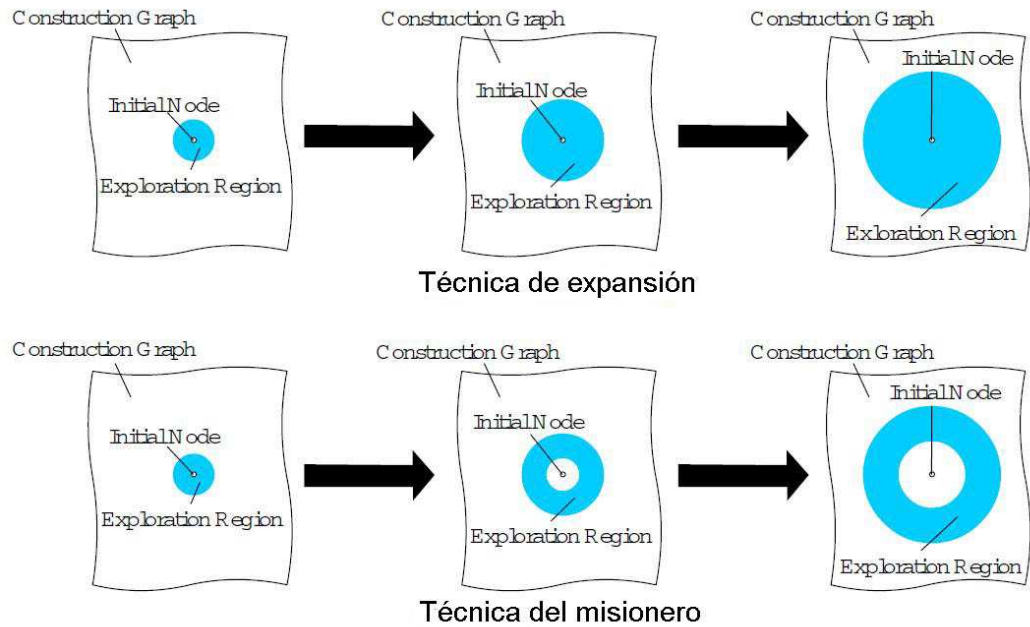 Construction Graph
Construction Graph
Construction Graph
Initial Node
Initial Node
Initial Node
Exploration Region
Exploration Region
Exloration Region
Técnica de expansión
Construction Graph
Construction Graph
Construction Graph
Initial Node
Initial Node
Initial Node
Exploration Region
Exploration Region
Exploration Region
Técnica del misionero